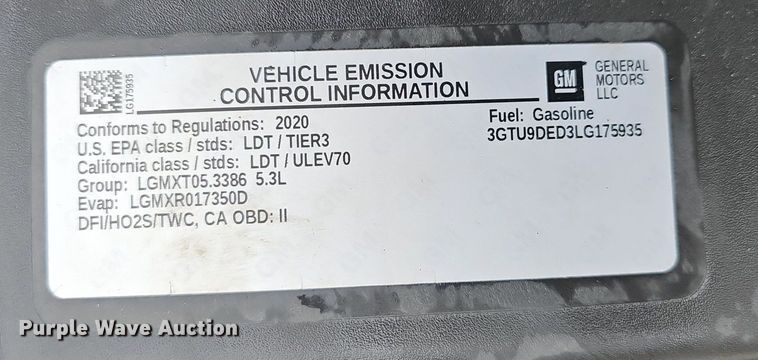 LG175935
VEHICLE EMISSION
CONTROL INFORMATION
GM
GENERAL
MOTORS
LLC
Conforms to Regulations: 2020
U.S. EPA class / stds: LDT / TIER3
California class / stds: LDT / ULEV70
Group: LGMXT05.3386 5.3L
Evap: LGMXR017350D
DFI/HO2S/TWC, CA OBD: II
Fuel: Gasoline
3GTU9DED3LG175935
Purple Wave Auction